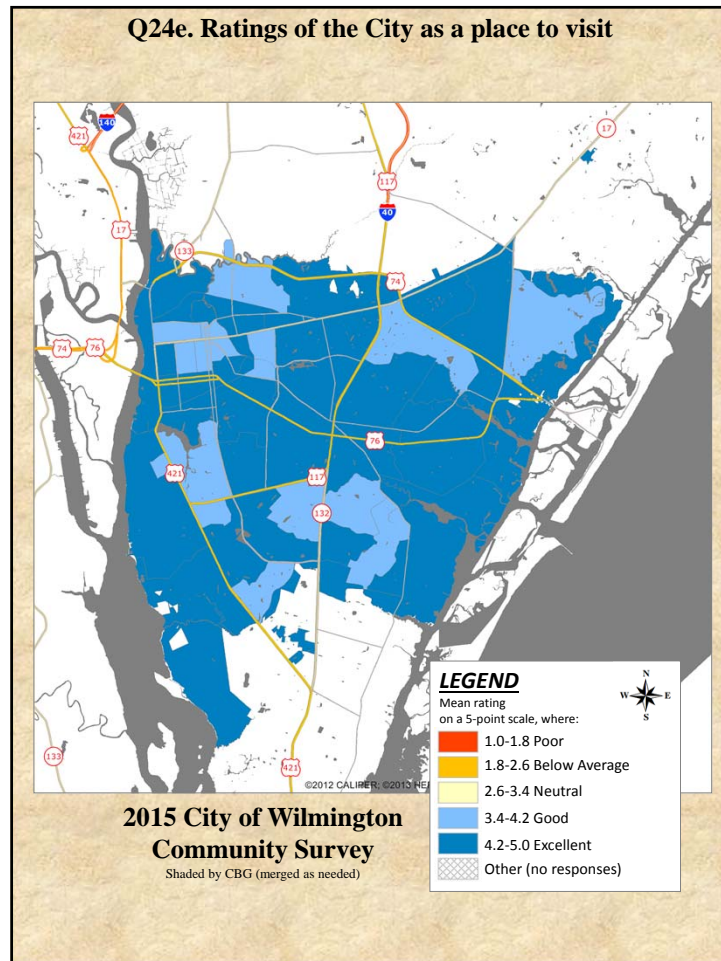 Q24e. Ratings of the City as a place to visit
140
421
17
117
40
17
133
74
74
76
76
421
117
132
133
421
©2012 CALIPER; ©2013 HE
LEGEND
Mean rating
on a 5-point scale, where:
N
W E
S
1.0-1.8 Poor
1.8-2.6 Below Average
2.6-3.4 Neutral
3.4-4.2 Good
4.2-5.0 Excellent
Other (no responses)
2015 City of Wilmington
Community Survey
Shaded by CBG (merged as needed)